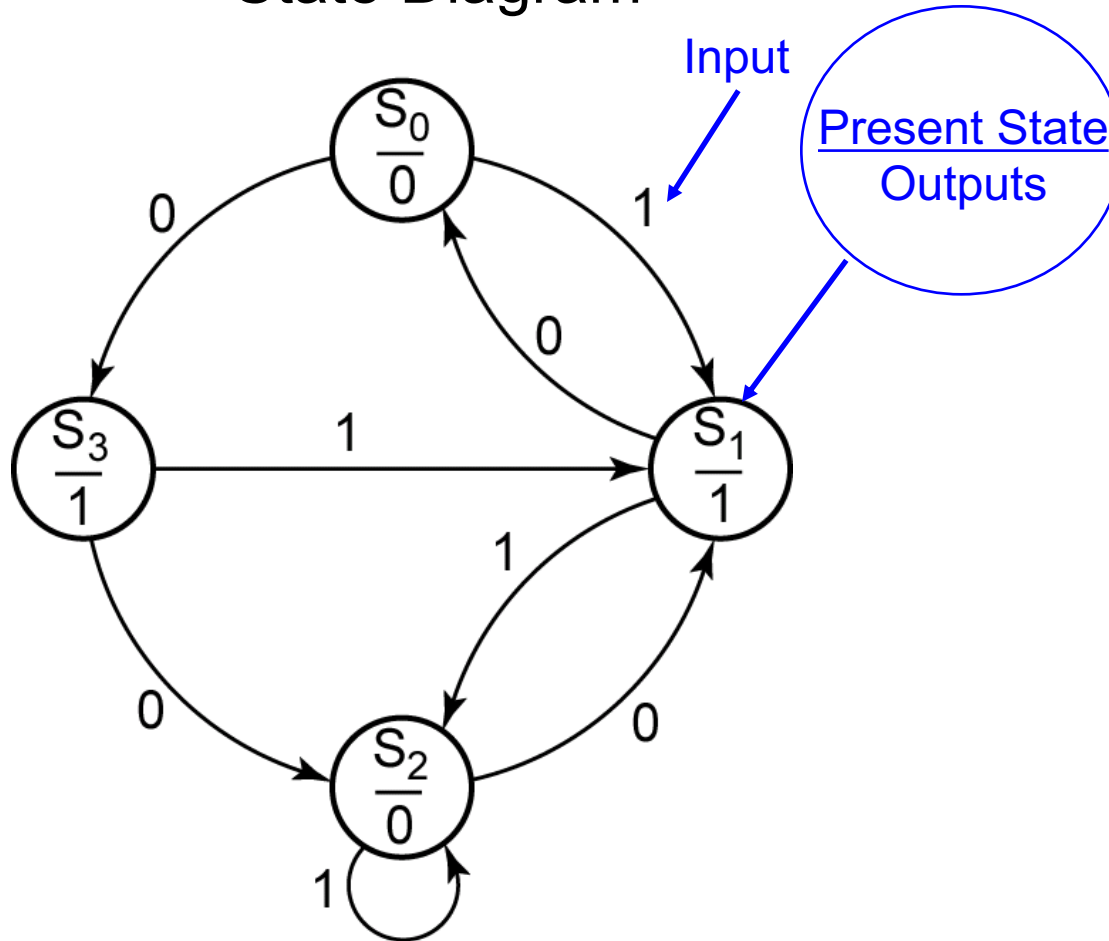 State Diagram
Input
Present State
Outputs
S0
0
0
1
0
S3
1
1
S1
1
1
0
0
S2
0
1